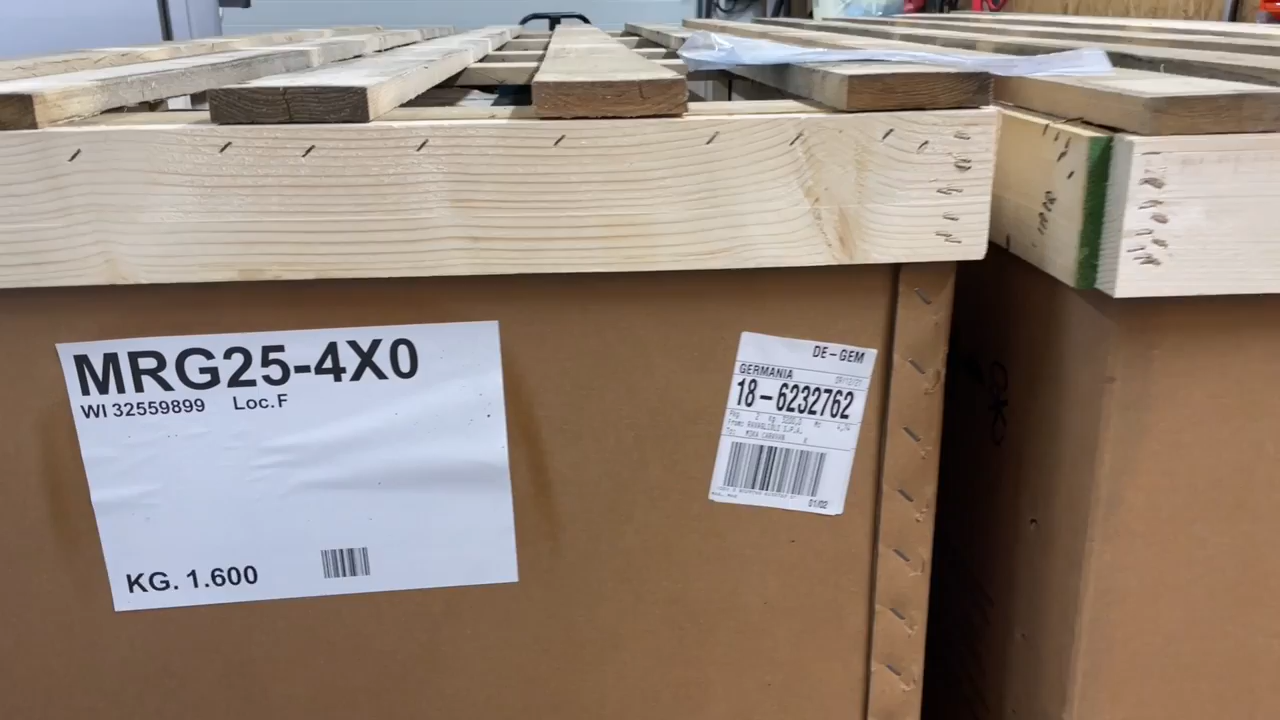 MRG25-4X0
WI 32559899 Loc.F
KG. 1.600
DE-GEM
GERMANIA
18-6232762
01/02